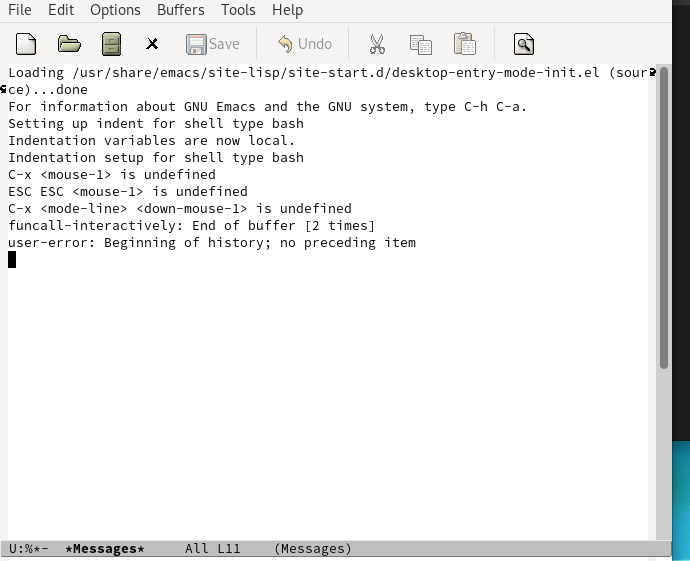 File Edit Options Buffers Tools Help
Save Undo
Loading /usr/share/emacs/site-lisp/site-start.d/desktop-entry-mode-init.el (sour
ce)...done
For information about GNU Emacs and the GNU system, type C-h C-a.
Setting up indent for shell type bash
Indentation variables are now local.
Indentation setup for shell type bash
C-x <mouse-1> is undefined
ESC ESC <mouse-1> is undefined
C-x <mode-line> <down-mouse-1> is undefined
funcall-interactively: End of buffer [2 times]
user-error: Beginning of history; no preceding item
U:%*-  *Messages*     All L11    (Messages)